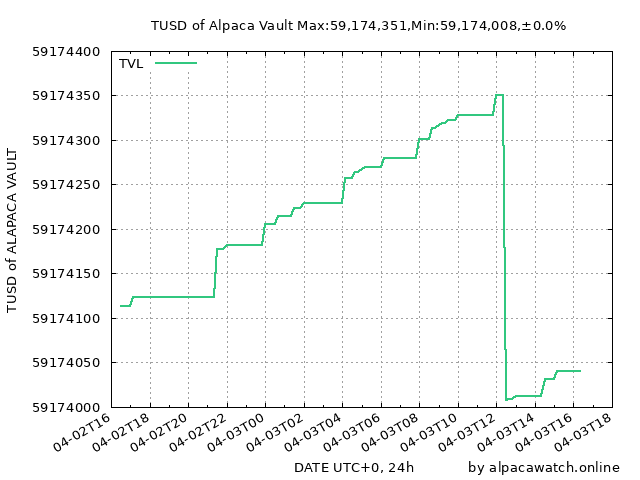 TUSD of Alpaca Vault Max:59,174,351,Min:59,174,008,±0.0%
TVL
59174400
59174350
59174300
59174250
59174200
59174150
59174100
59174050
59174000
TUSD of ALAPACA VAULT
04-02T16
04-02T18
04-02T20
04-02T22
04-03T00
04-03T02
04-03T04
04-03T06
04-03T08
04-03T10
04-03T12
04-03T14
04-03T16
04-03T18
DATE UTC+0, 24h
by alpacawatch.online